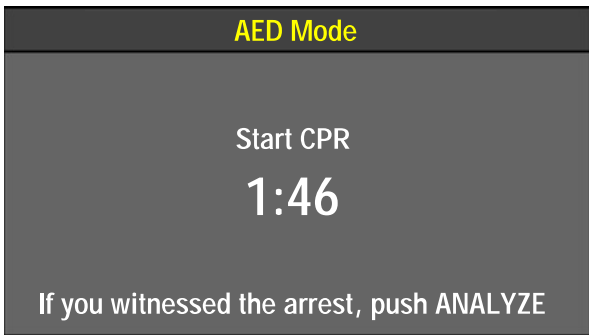 AED Mode
Start CPR
1:46
If you witnessed the arrest, push ANALYZE